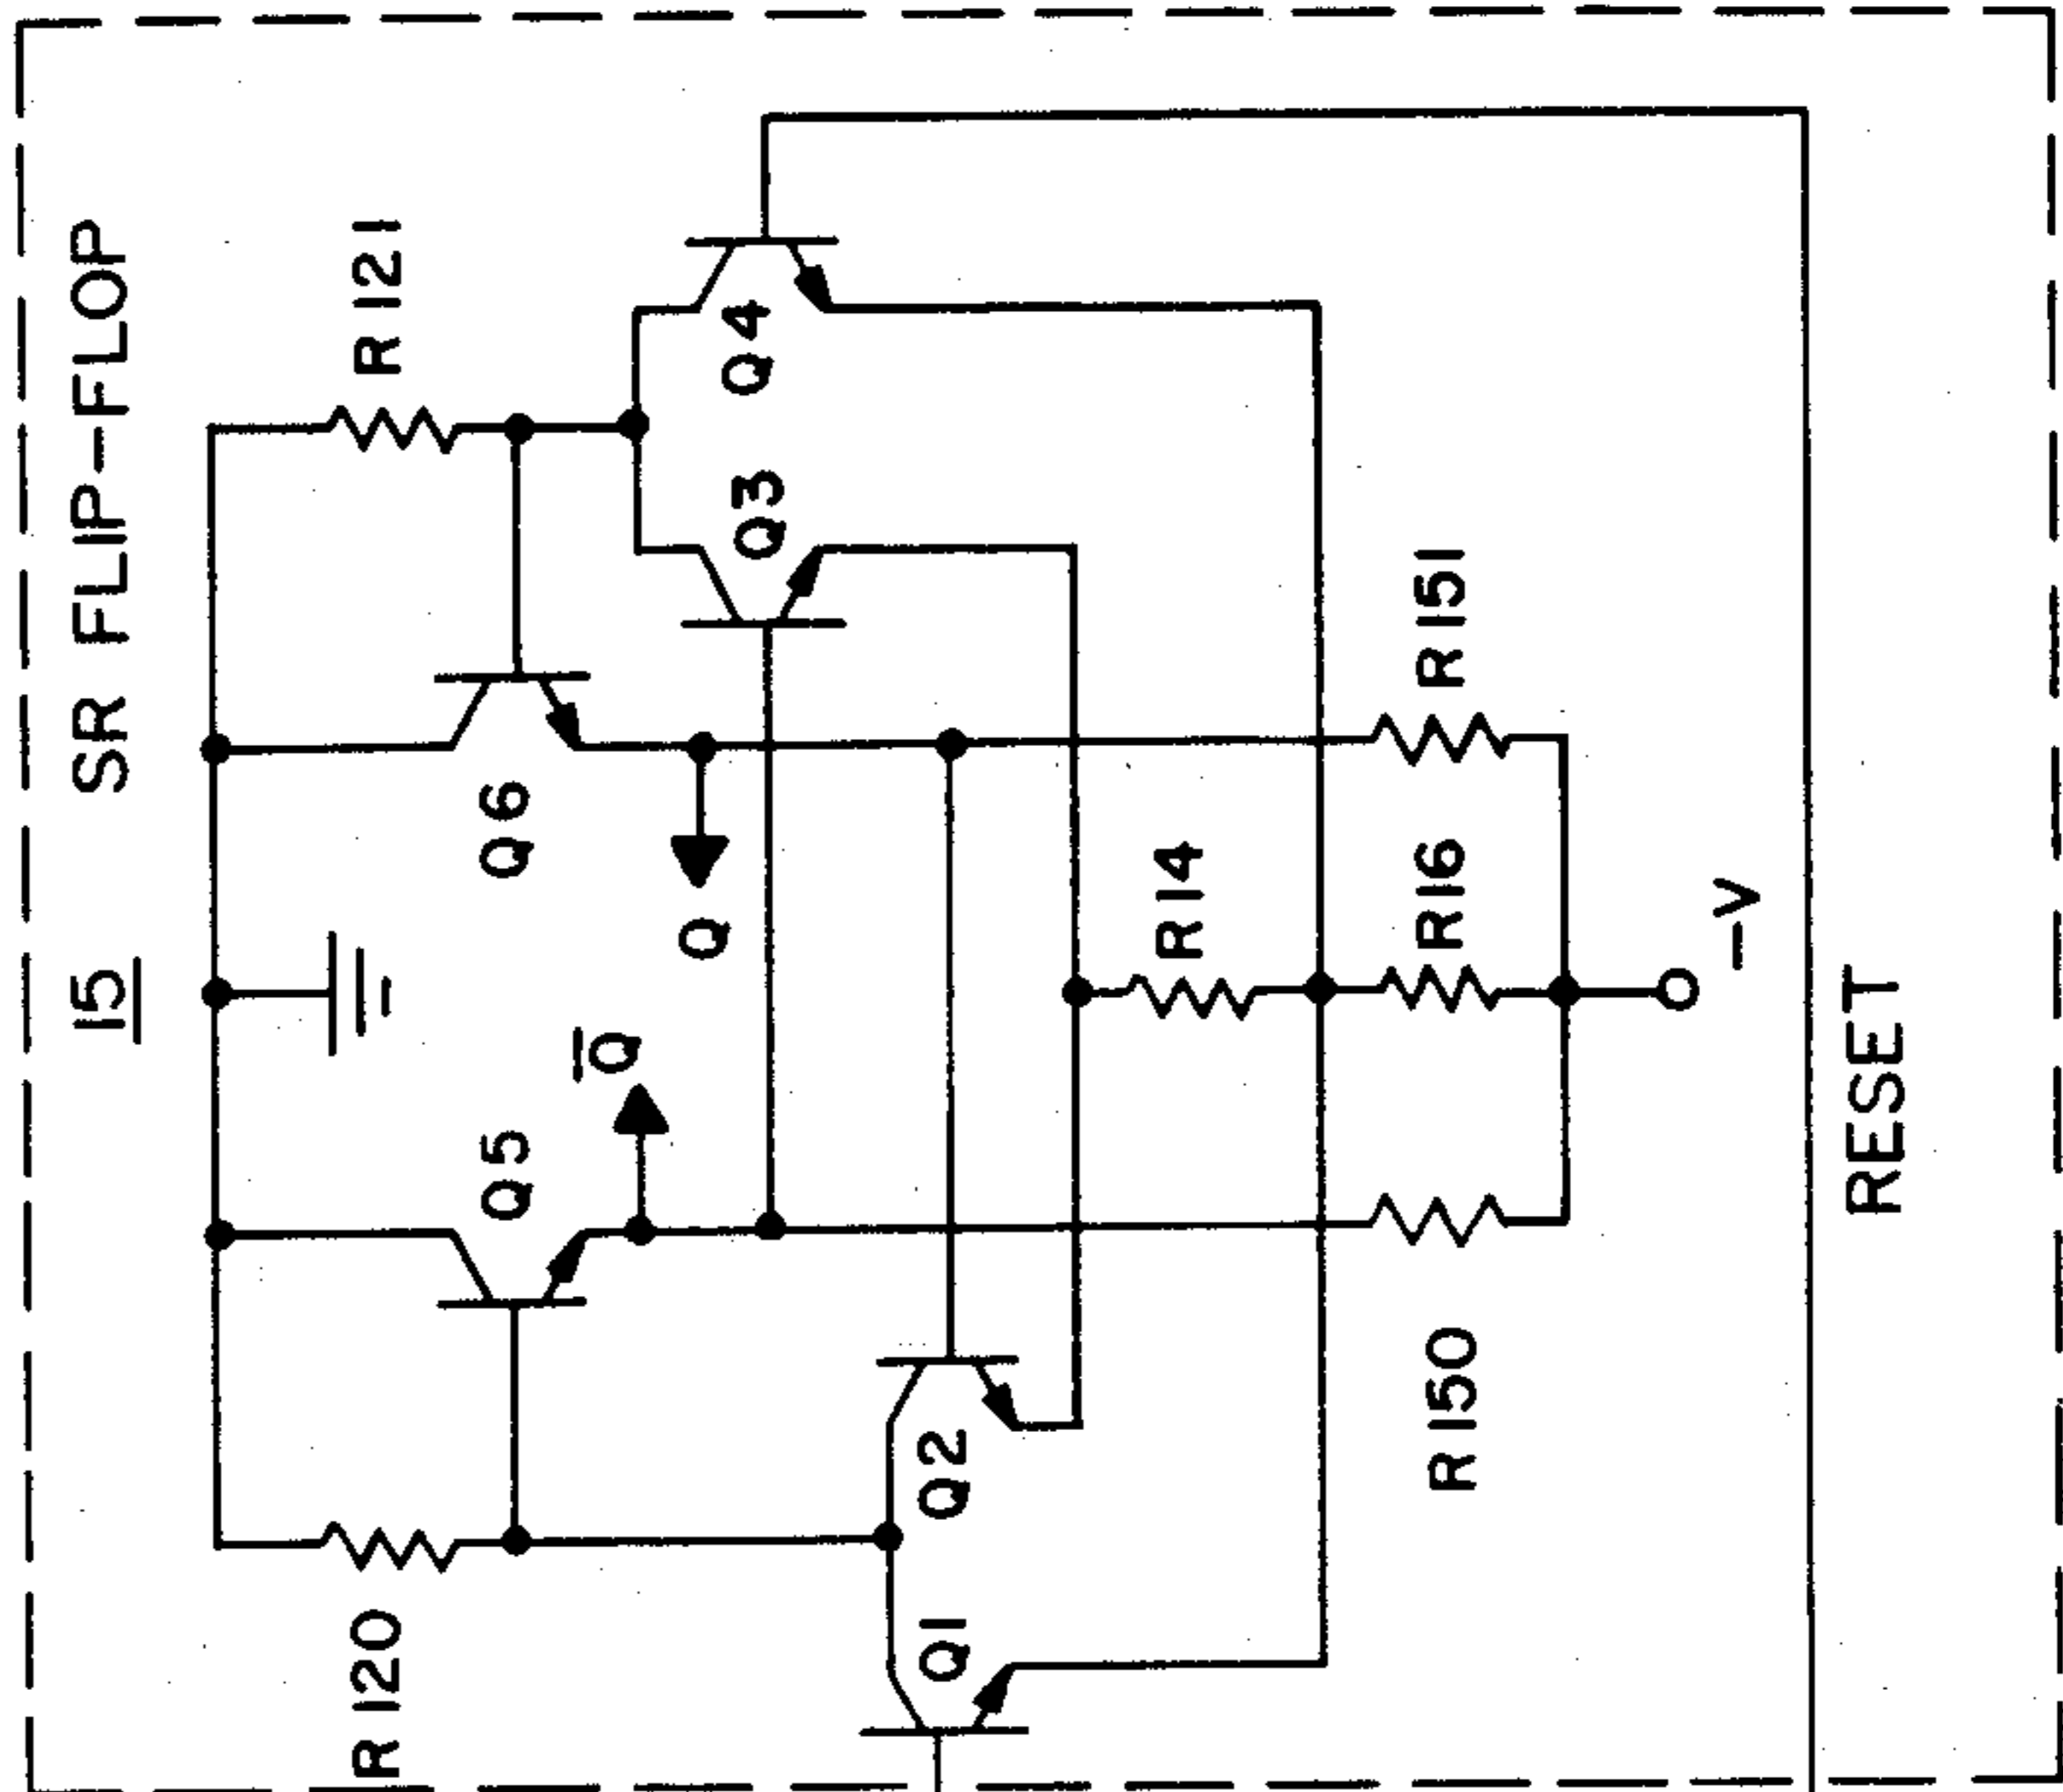 15 SR FLIP-FLOP
R120
R121
Q5
Q6
Q̅
Q
Q1
Q2
Q3
Q4
R14
R150
R16
R151
-V
RESET